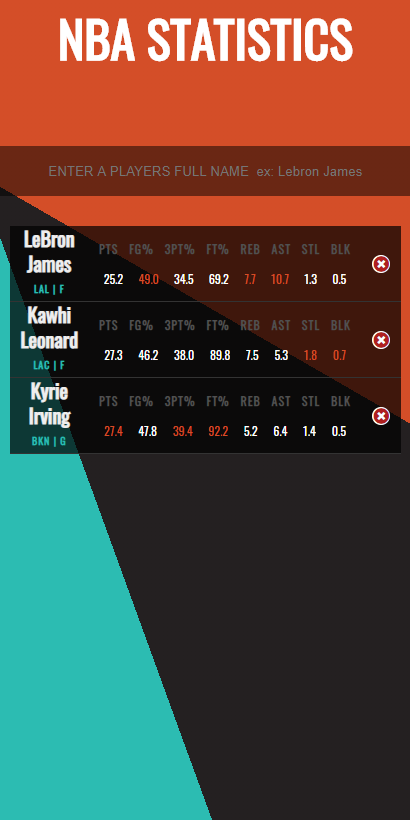 NBA STATISTICS
ENTER A PLAYERS FULL NAME ex: Lebron James
LeBron
James
LAL | F
PTS FG% 3PT% FT% REB AST STL BLK
25.2 49.0 34.5 69.2 7.7 10.7 1.3 0.5
Kawhi
Leonard
LAC | F
PTS FG% 3PT% FT% REB AST STL BLK
27.3 46.2 38.0 89.8 7.5 5.3 1.8 0.7
Kyrie
Irving
BKN | G
PTS FG% 3PT% FT% REB AST STL BLK
27.4 47.8 39.4 92.2 5.2 6.4 1.4 0.5